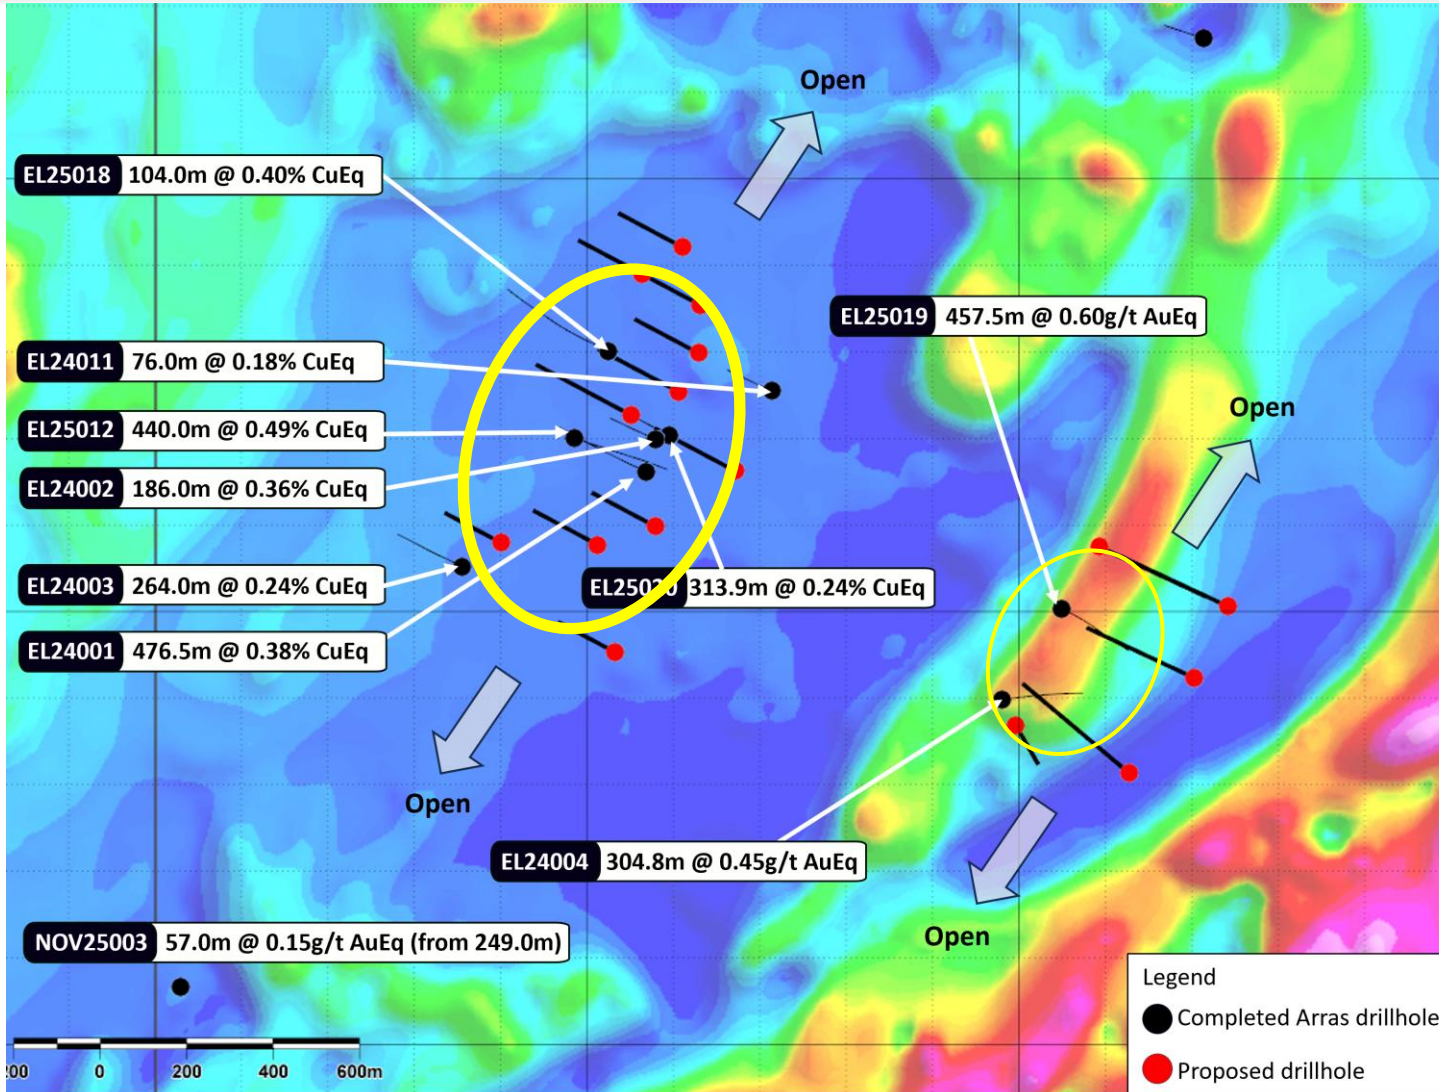 Open
EL25018 104.0m @ 0.40% CuEq
EL25019 457.5m @ 0.60g/t AuEq
EL24011 76.0m @ 0.18% CuEq
Open
EL25012 440.0m @ 0.49% CuEq
EL24002 186.0m @ 0.36% CuEq
EL24003 264.0m @ 0.24% CuEq
EL25020 313.9m @ 0.24% CuEq
EL24001 476.5m @ 0.38% CuEq
Open
EL24004 304.8m @ 0.45g/t AuEq
NOV25003 57.0m @ 0.15g/t AuEq (from 249.0m)
Open
Legend
Completed Arras drillhole
Proposed drillhole
200 0 200 400 600m